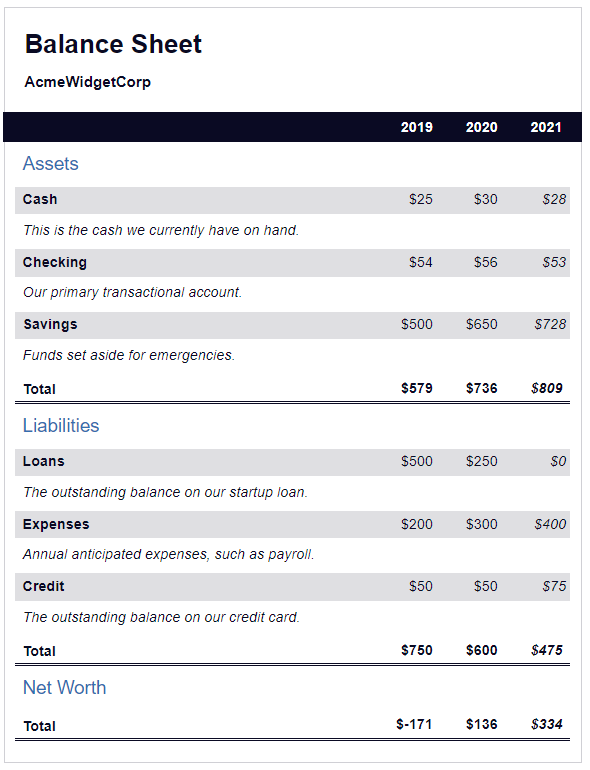 Balance Sheet
AcmeWidgetCorp
2019 2020 2021
Assets
Cash $25 $30 $28
This is the cash we currently have on hand.
Checking $54 $56 $53
Our primary transactional account.
Savings $500 $650 $728
Funds set aside for emergencies.
Total $579 $736 $809
Liabilities
Loans $500 $250 $0
The outstanding balance on our startup loan.
Expenses $200 $300 $400
Annual anticipated expenses, such as payroll.
Credit $50 $50 $75
The outstanding balance on our credit card.
Total $750 $600 $475
Net Worth
Total $-171 $136 $334